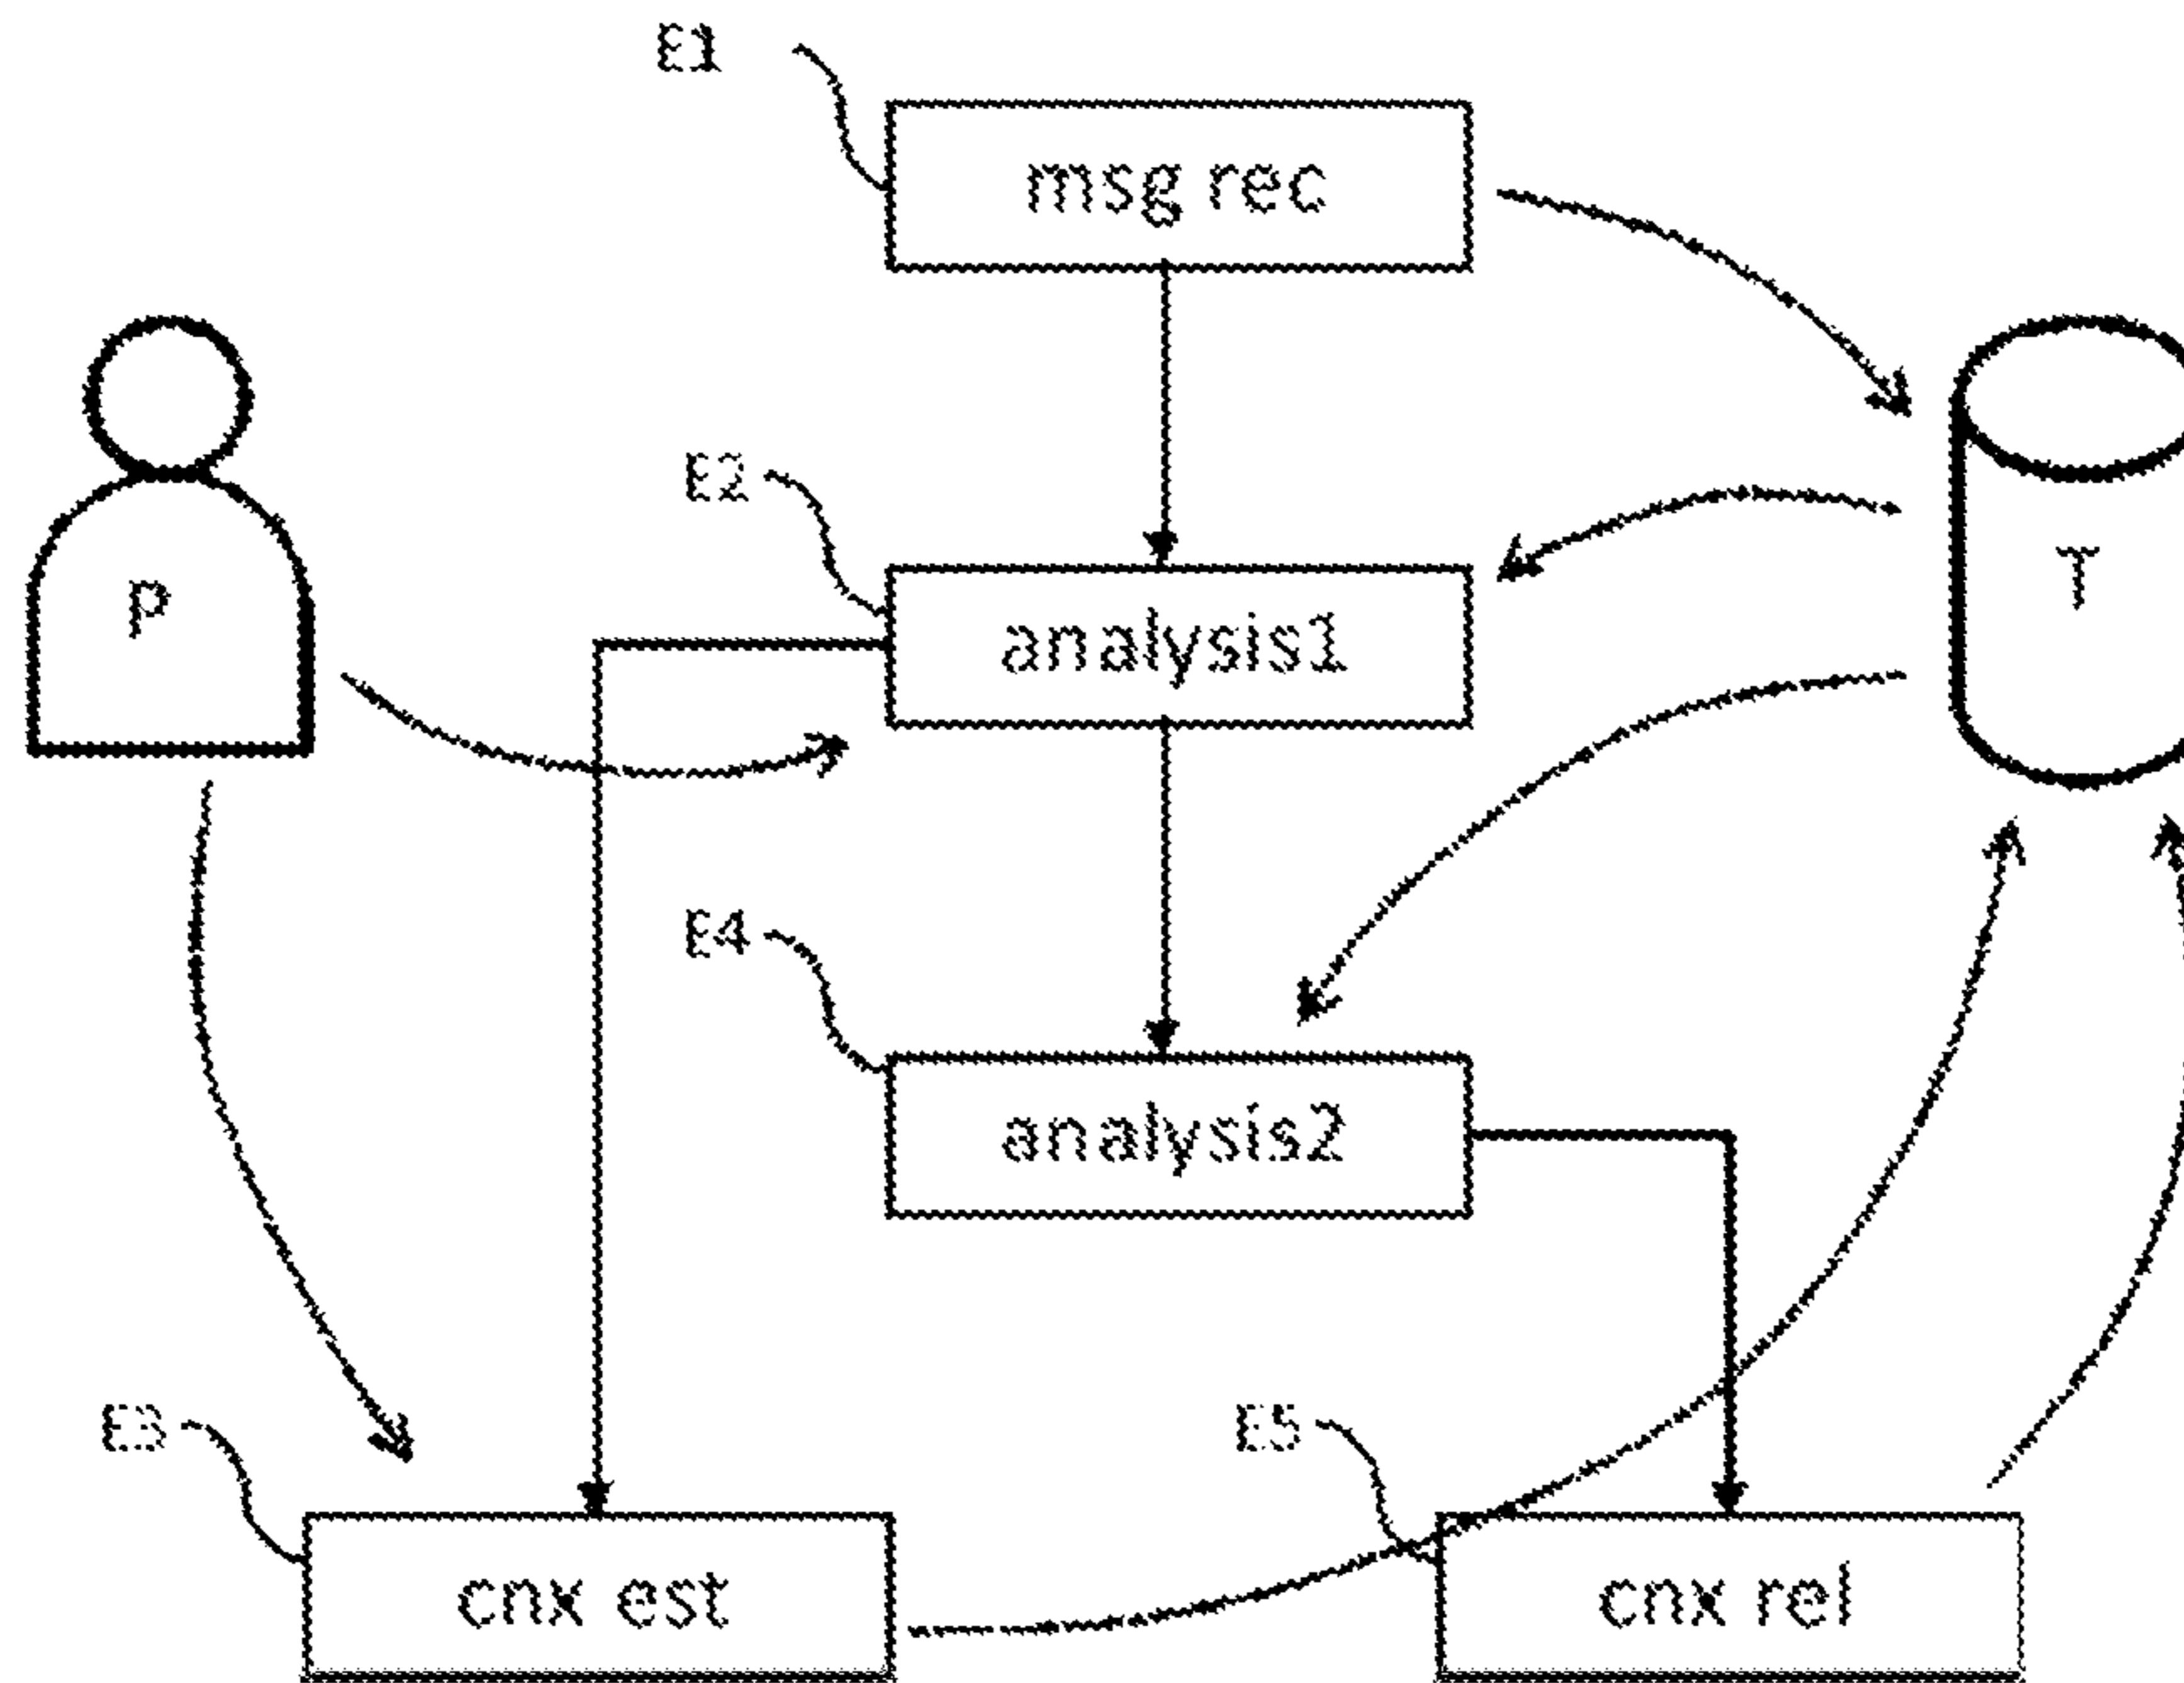 E1
msg rec
E2
analysis1
P
T
E4
analysis2
E3
E5
cnx est
cnx rel